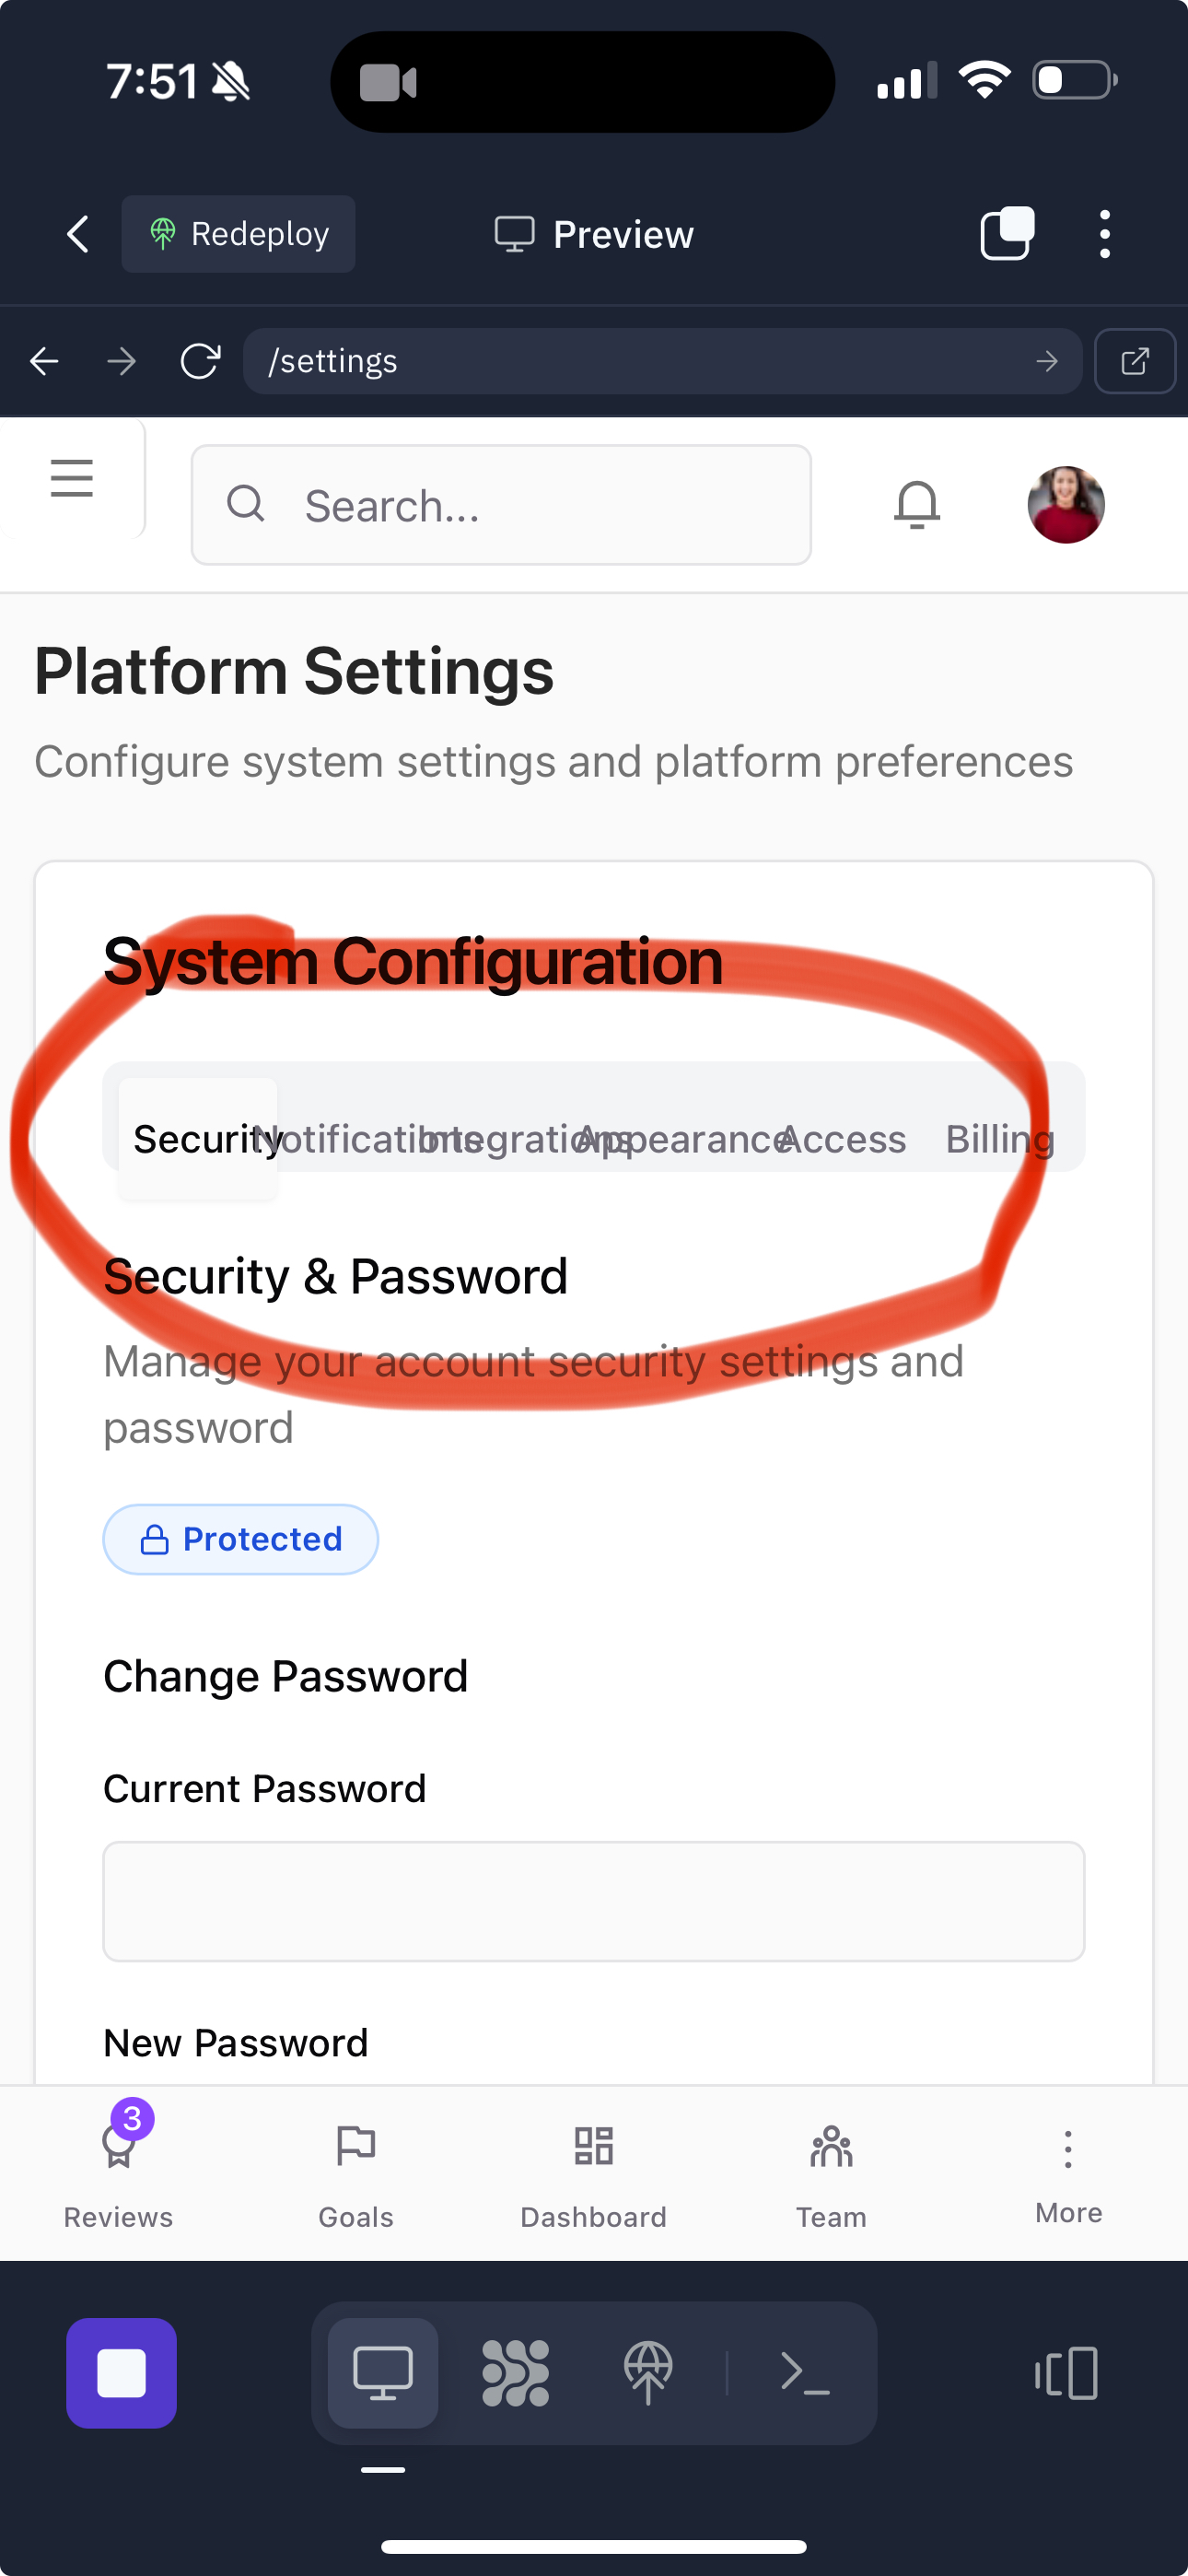 7:51
Redeploy
Preview
/settings
Search...
Platform Settings
Configure system settings and platform preferences
System Configuration
Security Notifications Integrations Appearance Access Billing
Security & Password
Manage your account security settings and
password
Protected
Change Password
Current Password
New Password
3
Reviews Goals Dashboard Team More